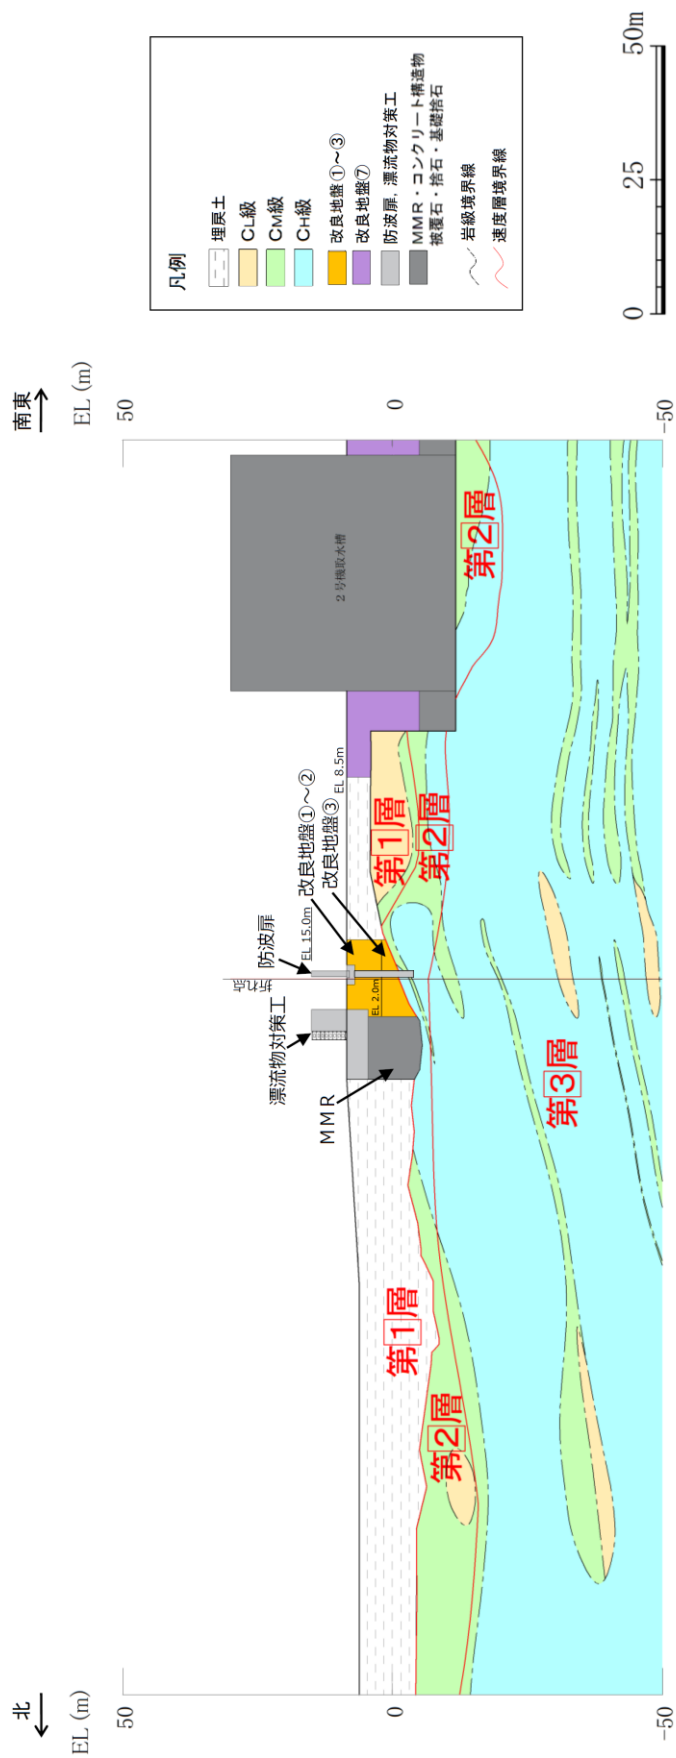 北
南東
EL (m)
EL (m)
50
0
-50
50
0
-50
漂流物対策工
折れ点
防波扉
EL 15.0m
改良地盤①～②
改良地盤③
EL 8.5m
EL 2.0m
MMR
2号機取水槽
第1層
第2層
第1層
第2層
第2層
第3層
凡例
埋戻土
CL級
CM級
CH級
改良地盤①～③
改良地盤⑦
防波扉，漂流物対策工
MMR・コンクリート構造物
被覆石・捨石・基礎捨石
岩級境界線
速度層境界線
0
25
50m